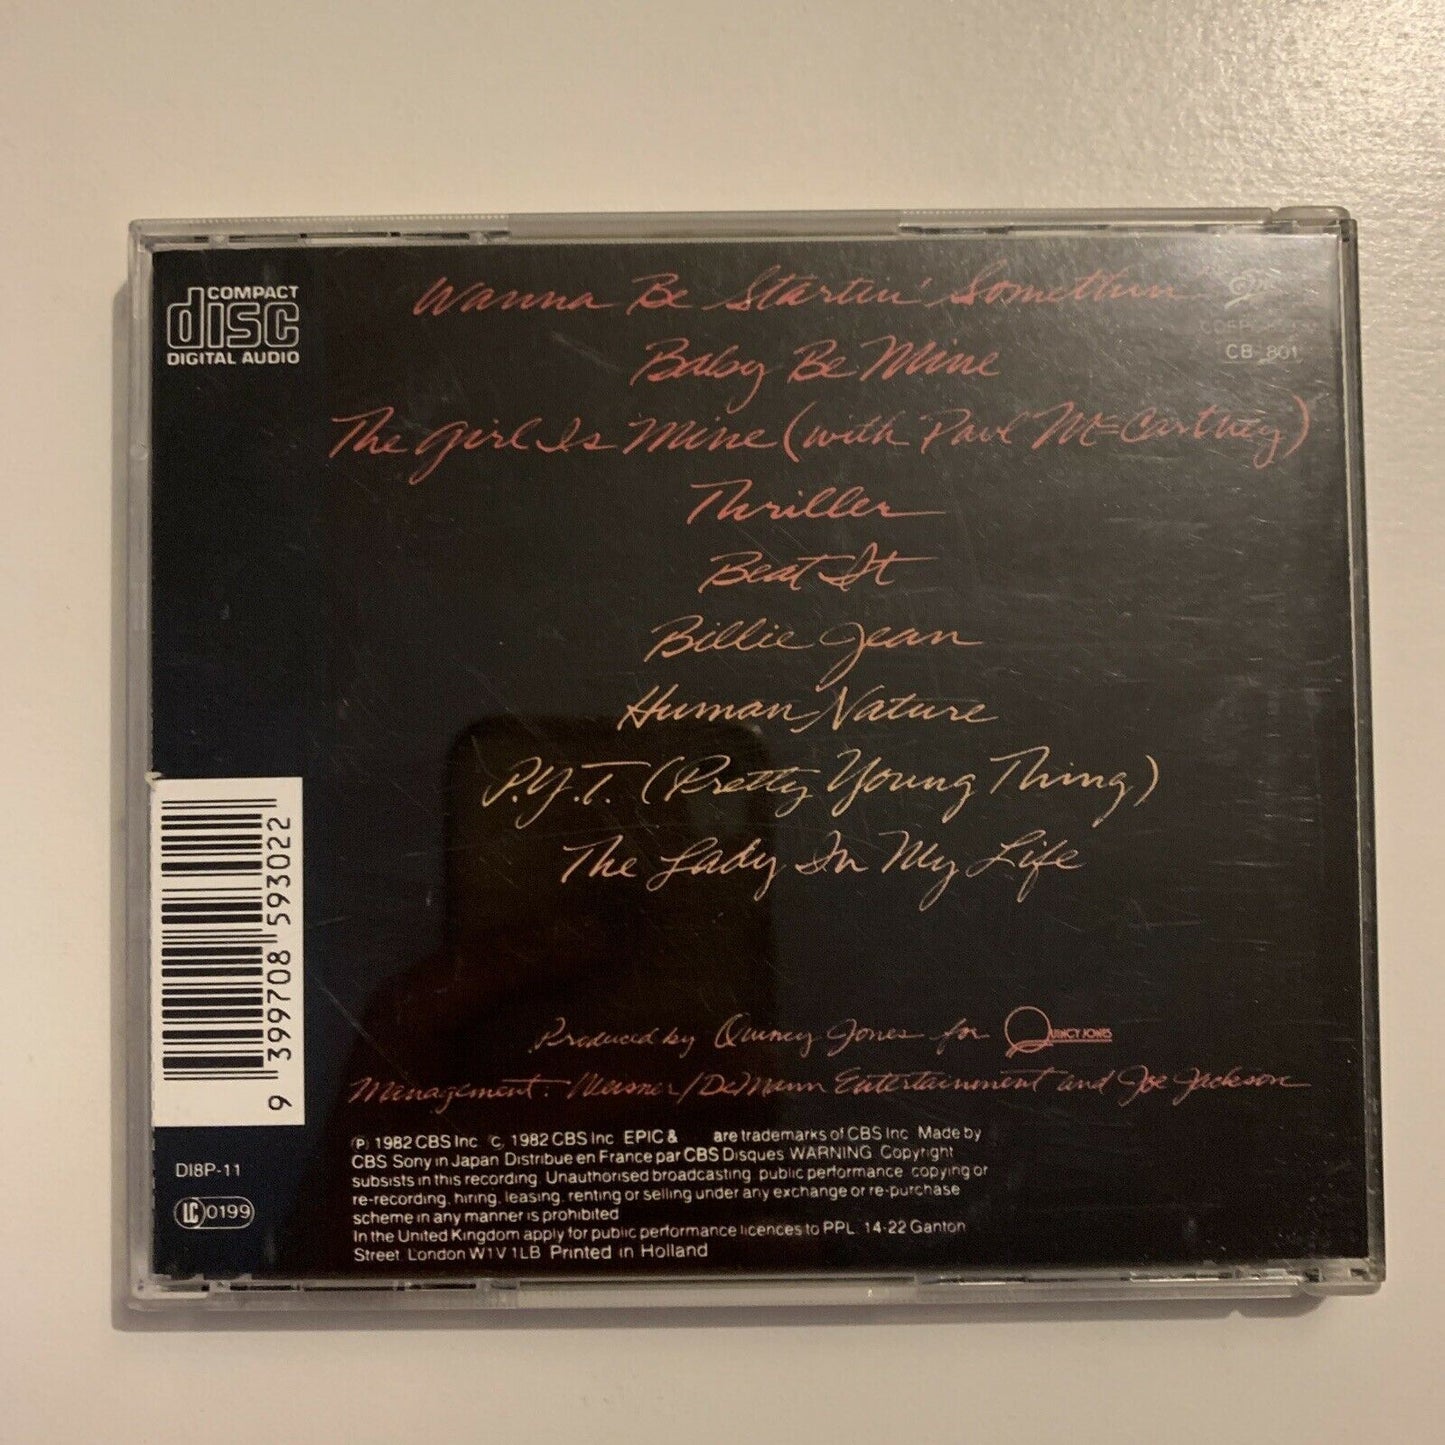 COMPACT
disc
DIGITAL AUDIO
Wanna Be Startin' Somethin'
Epic
CB 801
Baby Be Mine
The Girl Is Mine (with Paul McCartney)
Thriller
Beat It
Billie Jean
Human Nature
P.Y.T. (Pretty Young Thing)
The Lady In My Life
9 399708 593022
Produced by Quincy Jones for QUINCY JONES
Management: Weisner/DeMann Entertainment and Joe Jackson
DI8P-11
LC 0199
℗ 1982 CBS Inc © 1982 CBS Inc EPIC & are trademarks of CBS Inc Made by
CBS Sony in Japan Distribue en France par CBS Disques WARNING Copyright
subsists in this recording. Unauthorised broadcasting, public performance, copying or
re-recording, hiring, leasing, renting or selling under any exchange or re-purchase
scheme in any manner is prohibited
In the United Kingdom apply for public performance licences to PPL. 14-22 Ganton
Street. London W1V 1LB Printed in Holland